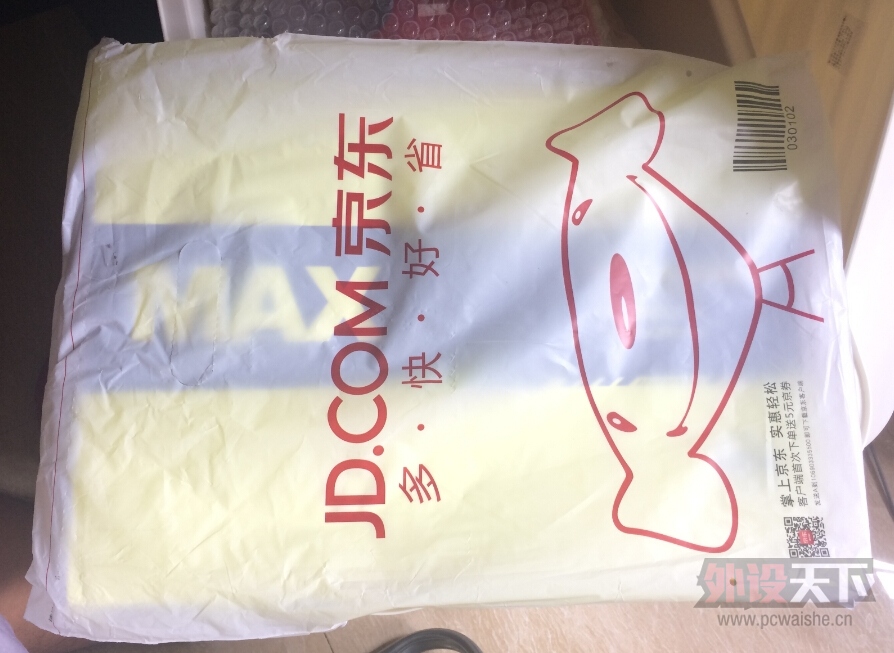 JD.COM 京东
多·快·好·省
MAX
030102
掌上京东 实惠轻松
客户端首次下单送5元京券
外设天下
www.pcwaishe.cn